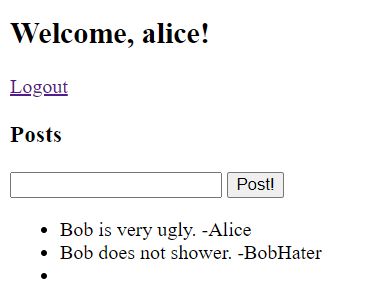 Welcome, alice!
Logout
Posts
Post!
• Bob is very ugly. -Alice
• Bob does not shower. -BobHater
•